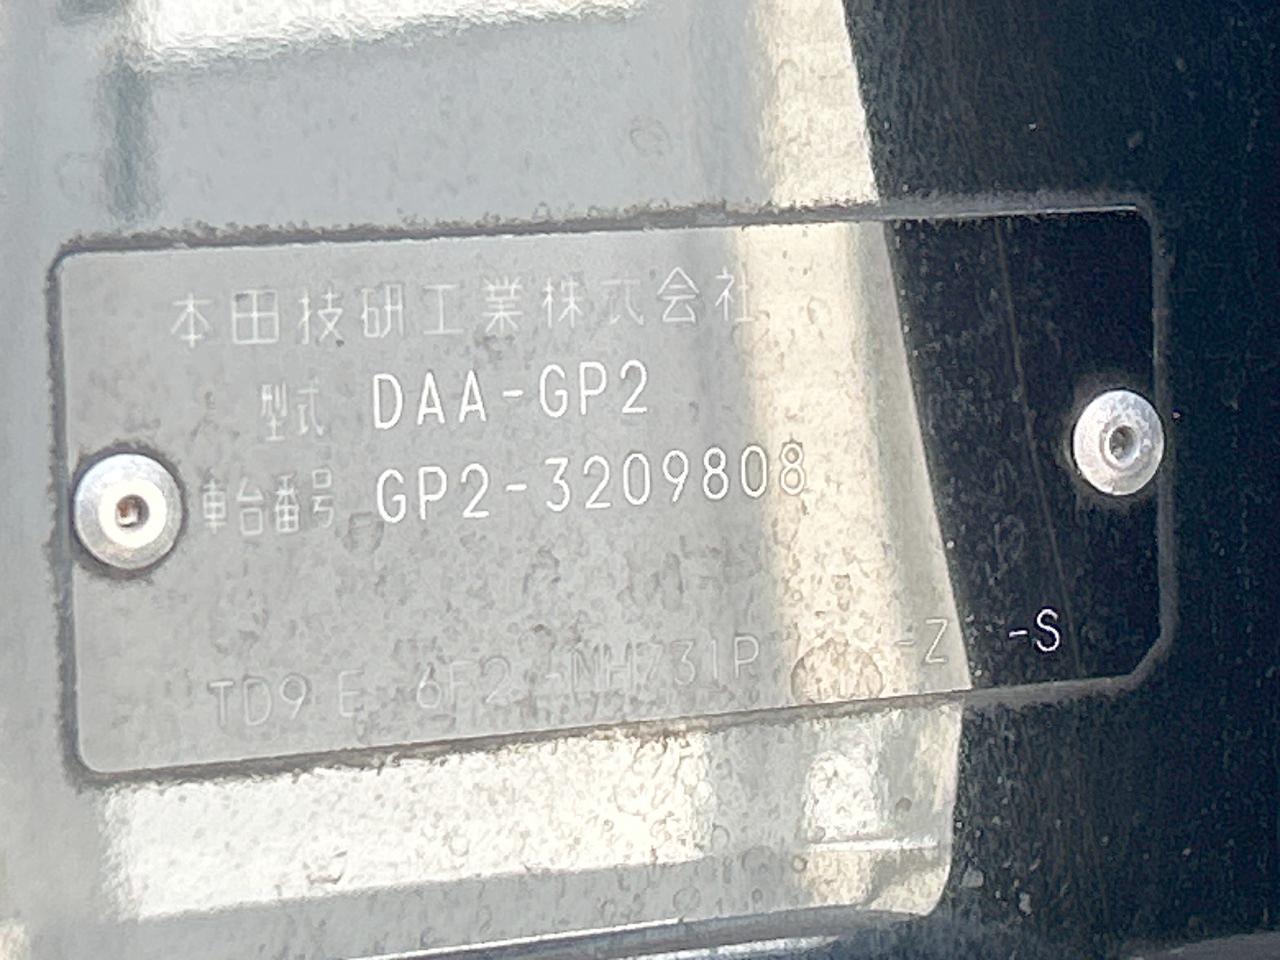 本田技研工業株式会社
型式 DAA-GP2
車台番号 GP2-3209808
TD9 E 6F2 -NH731P -Z -S